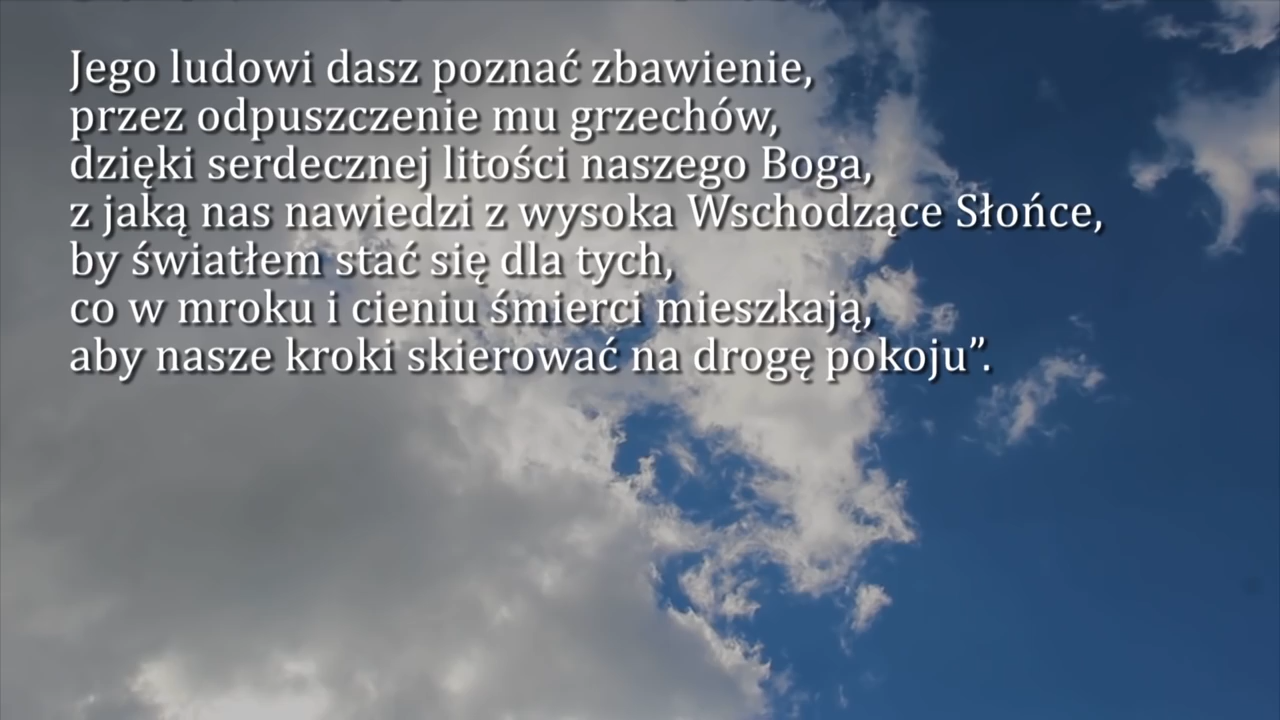 Jego ludowi dasz poznać zbawienie,
przez odpuszczenie mu grzechów,
dzięki serdecznej litości naszego Boga,
z jaką nas nawiedzi z wysoka Wschodzące Słońce,
by światłem stać się dla tych,
co w mroku i cieniu śmierci mieszkają,
aby nasze kroki skierować na drogę pokoju”.